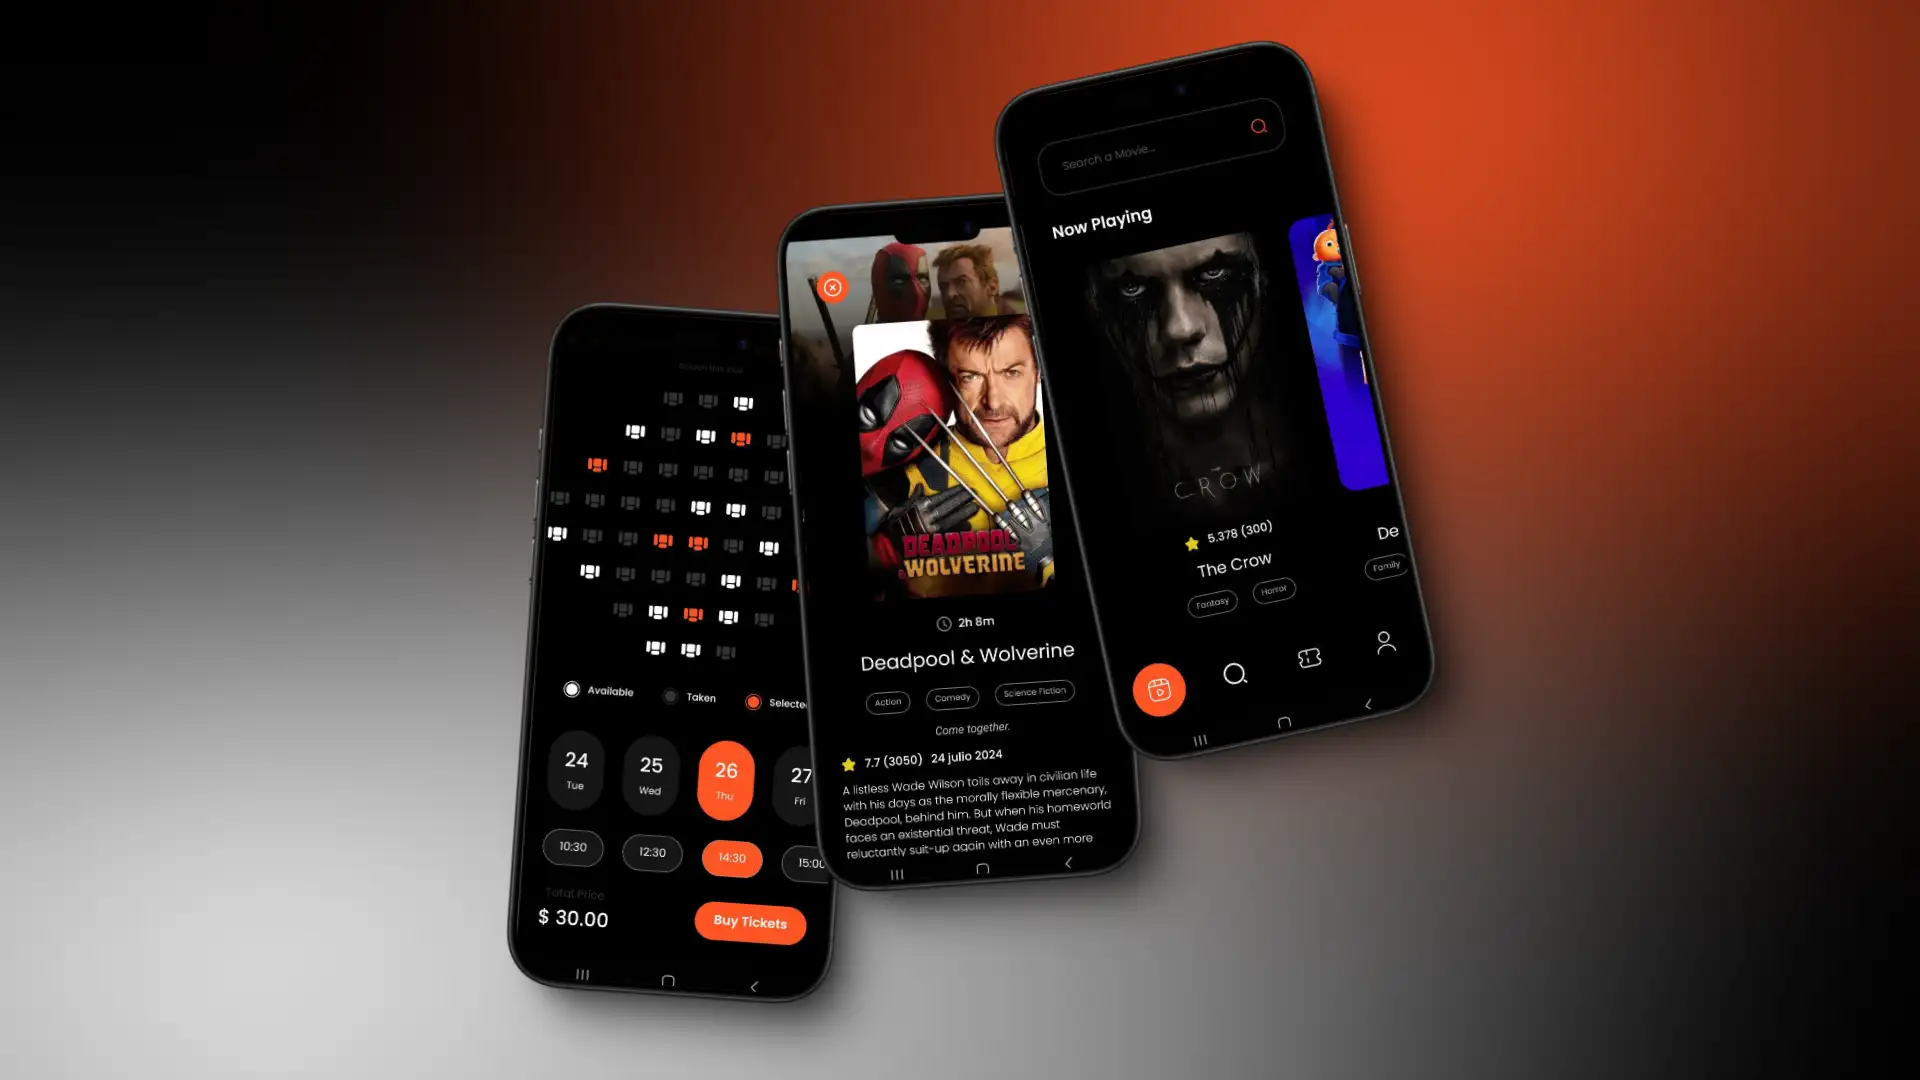 Available
Taken
Selected
24
Tue
25
Wed
26
Thu
27
Fri
10:30
12:30
14:30
15:00
Total Price
$ 30.00
Buy Tickets
DEADPOOL
& WOLVERINE
2h 8m
Deadpool & Wolverine
Action
Comedy
Science Fiction
Come together.
7.7 (3050) 24 julio 2024
A listless Wade Wilson toils away in civilian life
with his days as the morally flexible mercenary,
Deadpool, behind him. But when his homeworld
faces an existential threat, Wade must
reluctantly suit-up again with an even more
Search a Movie...
Now Playing
THE
CROW
5.378 (300)
The Crow
Fantasy
Horror
De
Family